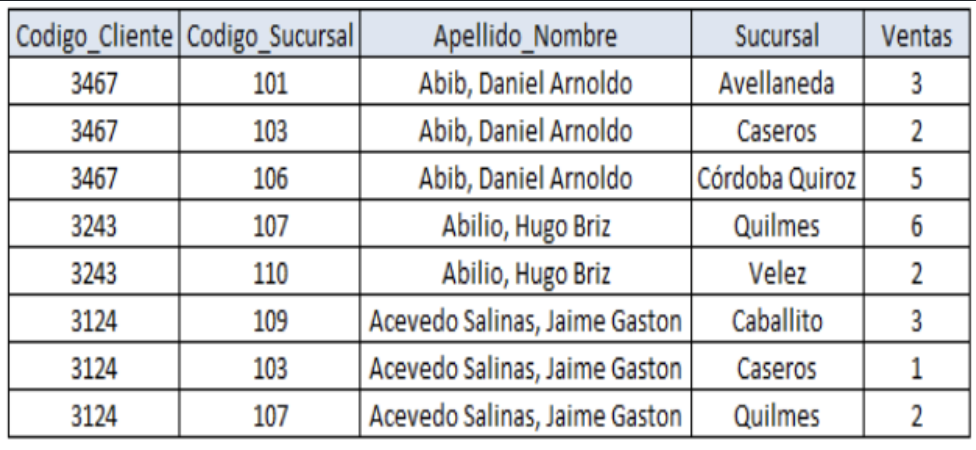 Codigo_Cliente Codigo_Sucursal Apellido_Nombre Sucursal Ventas
3467 101 Abib, Daniel Arnoldo Avellaneda 3
3467 103 Abib, Daniel Arnoldo Caseros 2
3467 106 Abib, Daniel Arnoldo Córdoba Quiroz 5
3243 107 Abilio, Hugo Briz Quilmes 6
3243 110 Abilio, Hugo Briz Velez 2
3124 109 Acevedo Salinas, Jaime Gaston Caballito 3
3124 103 Acevedo Salinas, Jaime Gaston Caseros 1
3124 107 Acevedo Salinas, Jaime Gaston Quilmes 2